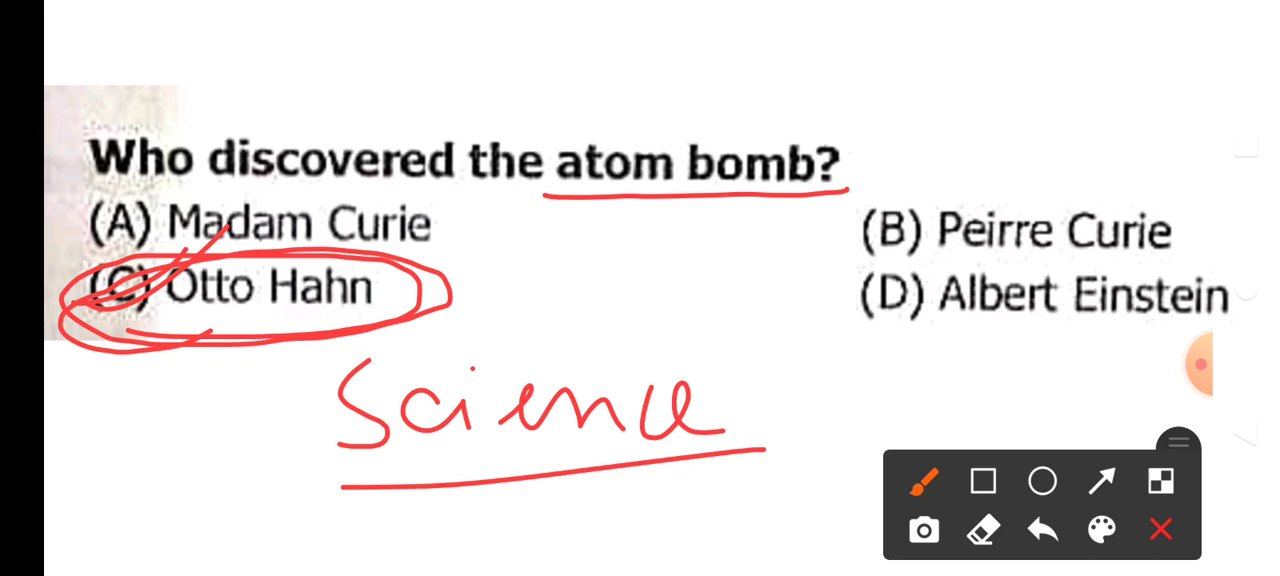 Who discovered the atom bomb?
(A) Madam Curie
(B) Peirre Curie
(C) Otto Hahn
(D) Albert Einstein
Science